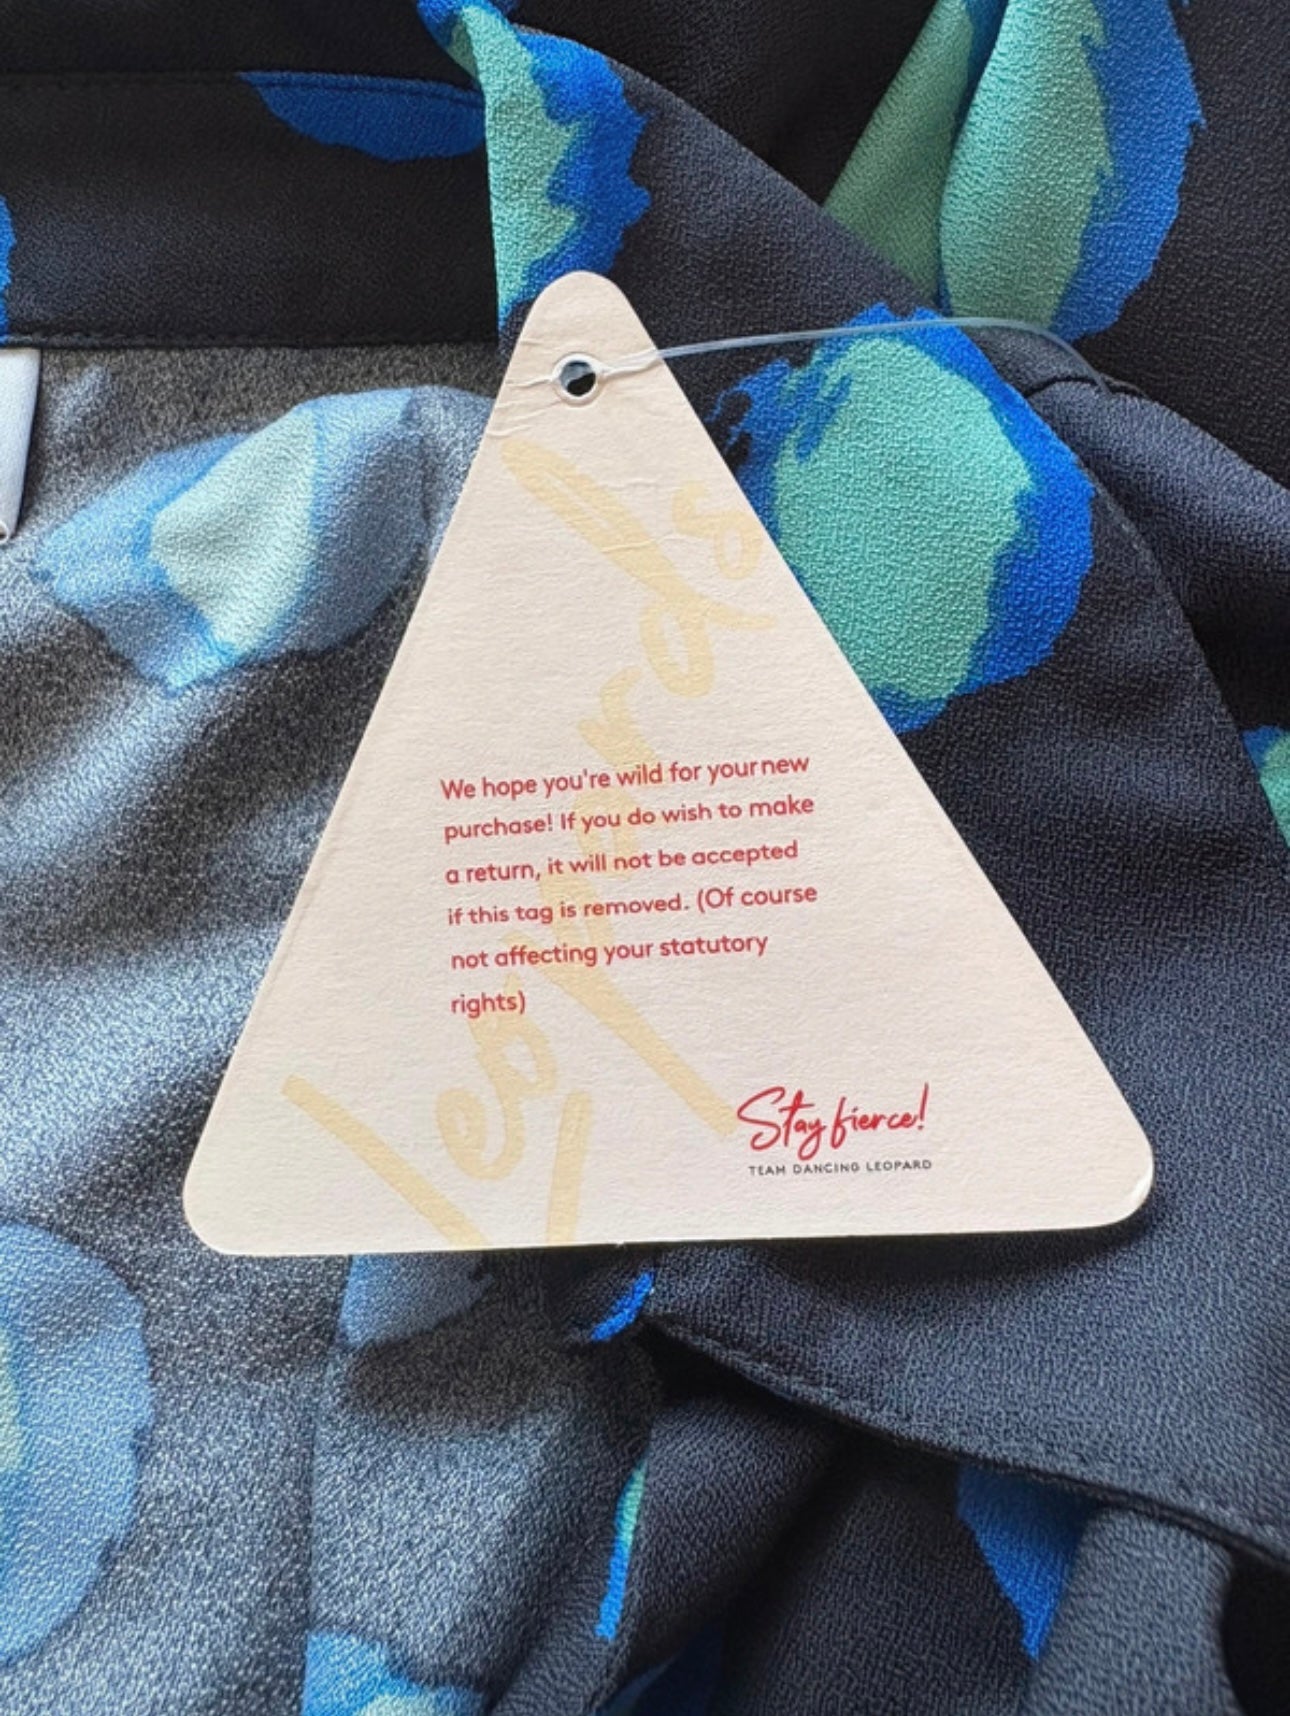 We hope you're wild for your new
purchase! If you do wish to make
a return, it will not be accepted
if this tag is removed. (Of course
not affecting your statutory
rights)
Stay fierce!
TEAM DANCING LEOPARD
leopards